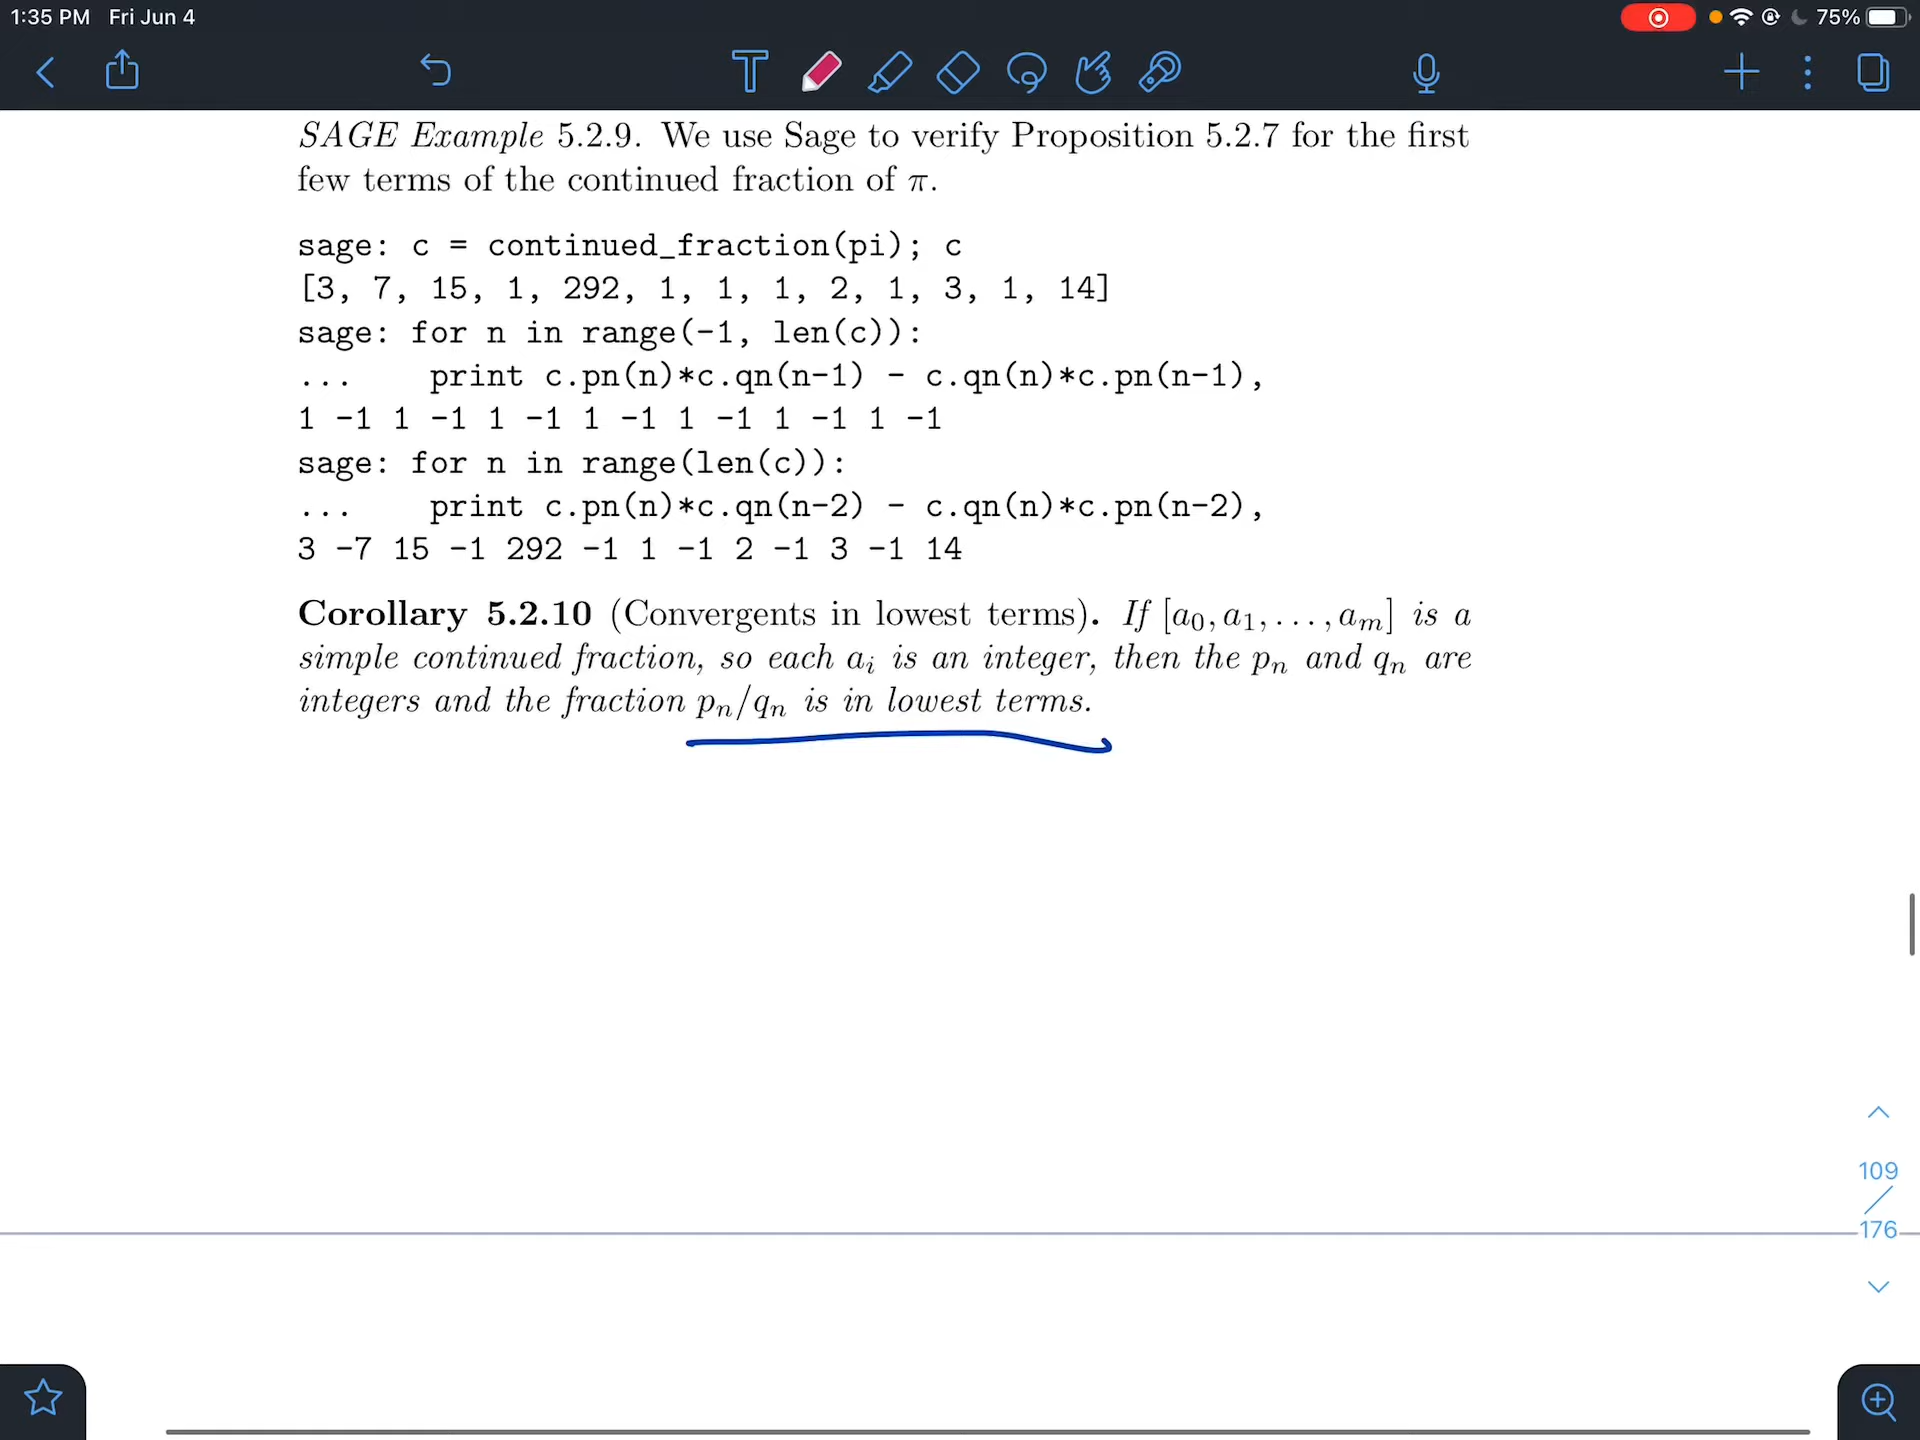 1:35 PM Fri Jun 4 75%
SAGE Example 5.2.9. We use Sage to verify Proposition 5.2.7 for the first
few terms of the continued fraction of π.
sage: c = continued_fraction(pi); c
[3, 7, 15, 1, 292, 1, 1, 1, 2, 1, 3, 1, 14]
sage: for n in range(-1, len(c)):
... print c.pn(n)*c.qn(n-1) - c.qn(n)*c.pn(n-1),
1 -1 1 -1 1 -1 1 -1 1 -1 1 -1 1 -1
sage: for n in range(len(c)):
... print c.pn(n)*c.qn(n-2) - c.qn(n)*c.pn(n-2),
3 -7 15 -1 292 -1 1 -1 2 -1 3 -1 14
Corollary 5.2.10 (Convergents in lowest terms). If [a₀, a₁, . . . , aₘ] is a
simple continued fraction, so each aᵢ is an integer, then the pₙ and qₙ are
integers and the fraction pₙ/qₙ is in lowest terms.
109
176